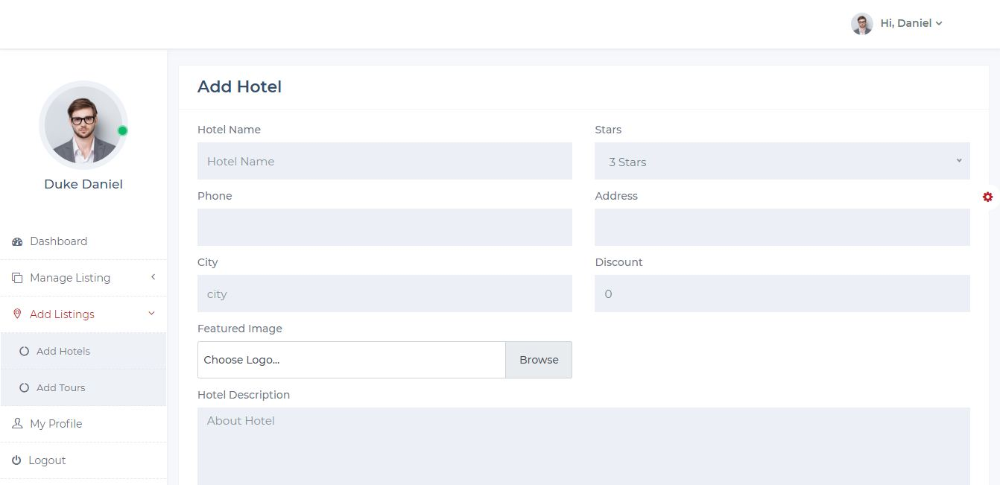 Hi, Daniel
Duke Daniel
Dashboard
Manage Listing
Add Listings
Add Hotels
Add Tours
My Profile
Logout
Add Hotel
Hotel Name
Stars
Hotel Name
3 Stars
Phone
Address
City
Discount
city
0
Featured Image
Choose Logo...
Browse
Hotel Description
About Hotel